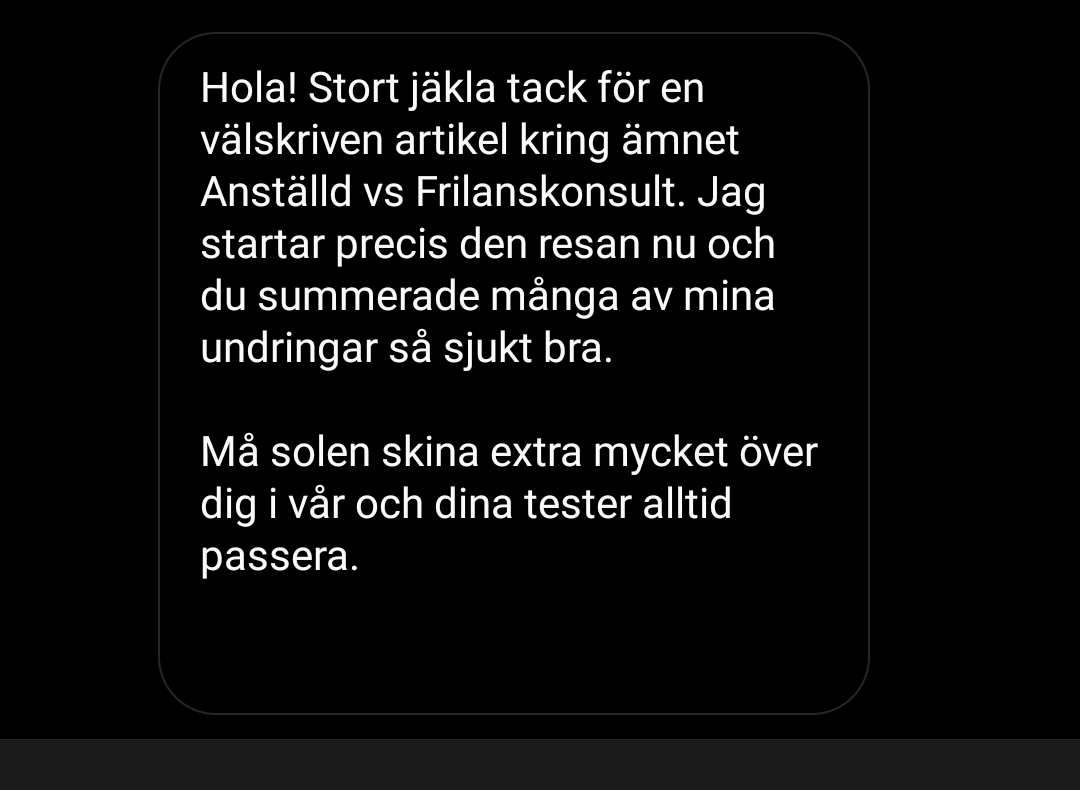 Hola! Stort jäkla tack för en
välskriven artikel kring ämnet
Anställd vs Frilanskonsult. Jag
startar precis den resan nu och
du summerade många av mina
undringar så sjukt bra.
Må solen skina extra mycket över
dig i vår och dina tester alltid
passera.